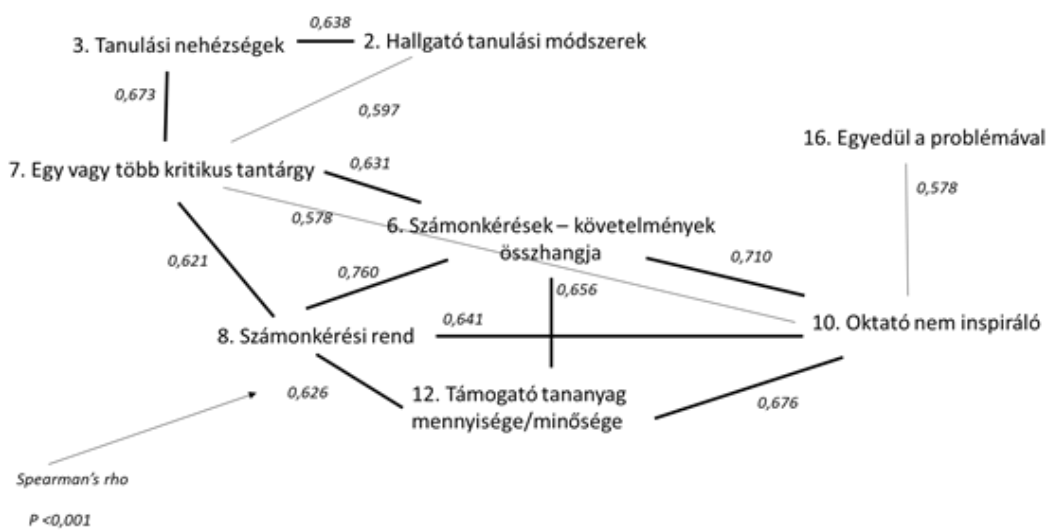 0,638
3. Tanulási nehézségek
2. Hallgató tanulási módszerek
0,673
0,597
16. Egyedül a problémával
7. Egy vagy több kritikus tantárgy
0,631
0,578
0,578
6. Számonkérések – követelmények
összhangja
0,621
0,760
0,710
0,656
8. Számonkérési rend
0,641
10. Oktató nem inspiráló
0,626
12. Támogató tananyag
mennyisége/minősége
0,676
Spearman's rho
P <0,001